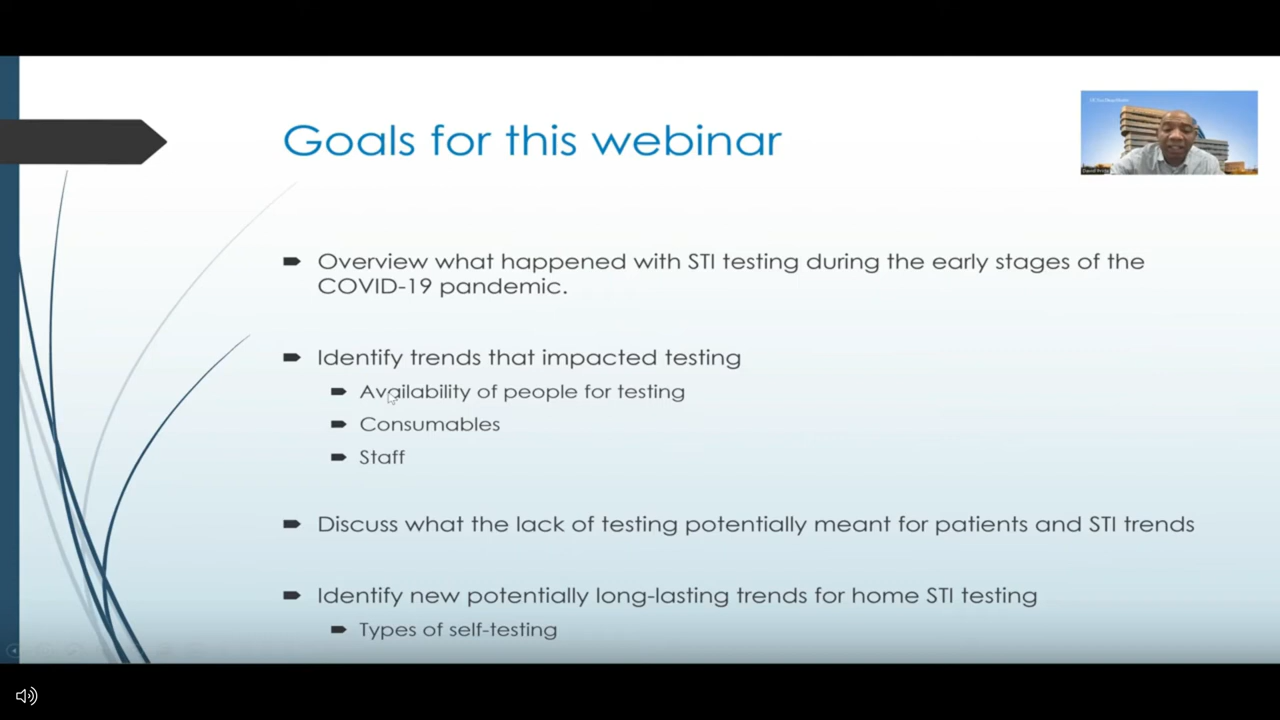 Goals for this webinar
Overview what happened with STI testing during the early stages of the
COVID-19 pandemic.
Identify trends that impacted testing
Availability of people for testing
Consumables
Staff
Discuss what the lack of testing potentially meant for patients and STI trends
Identify new potentially long-lasting trends for home STI testing
Types of self-testing